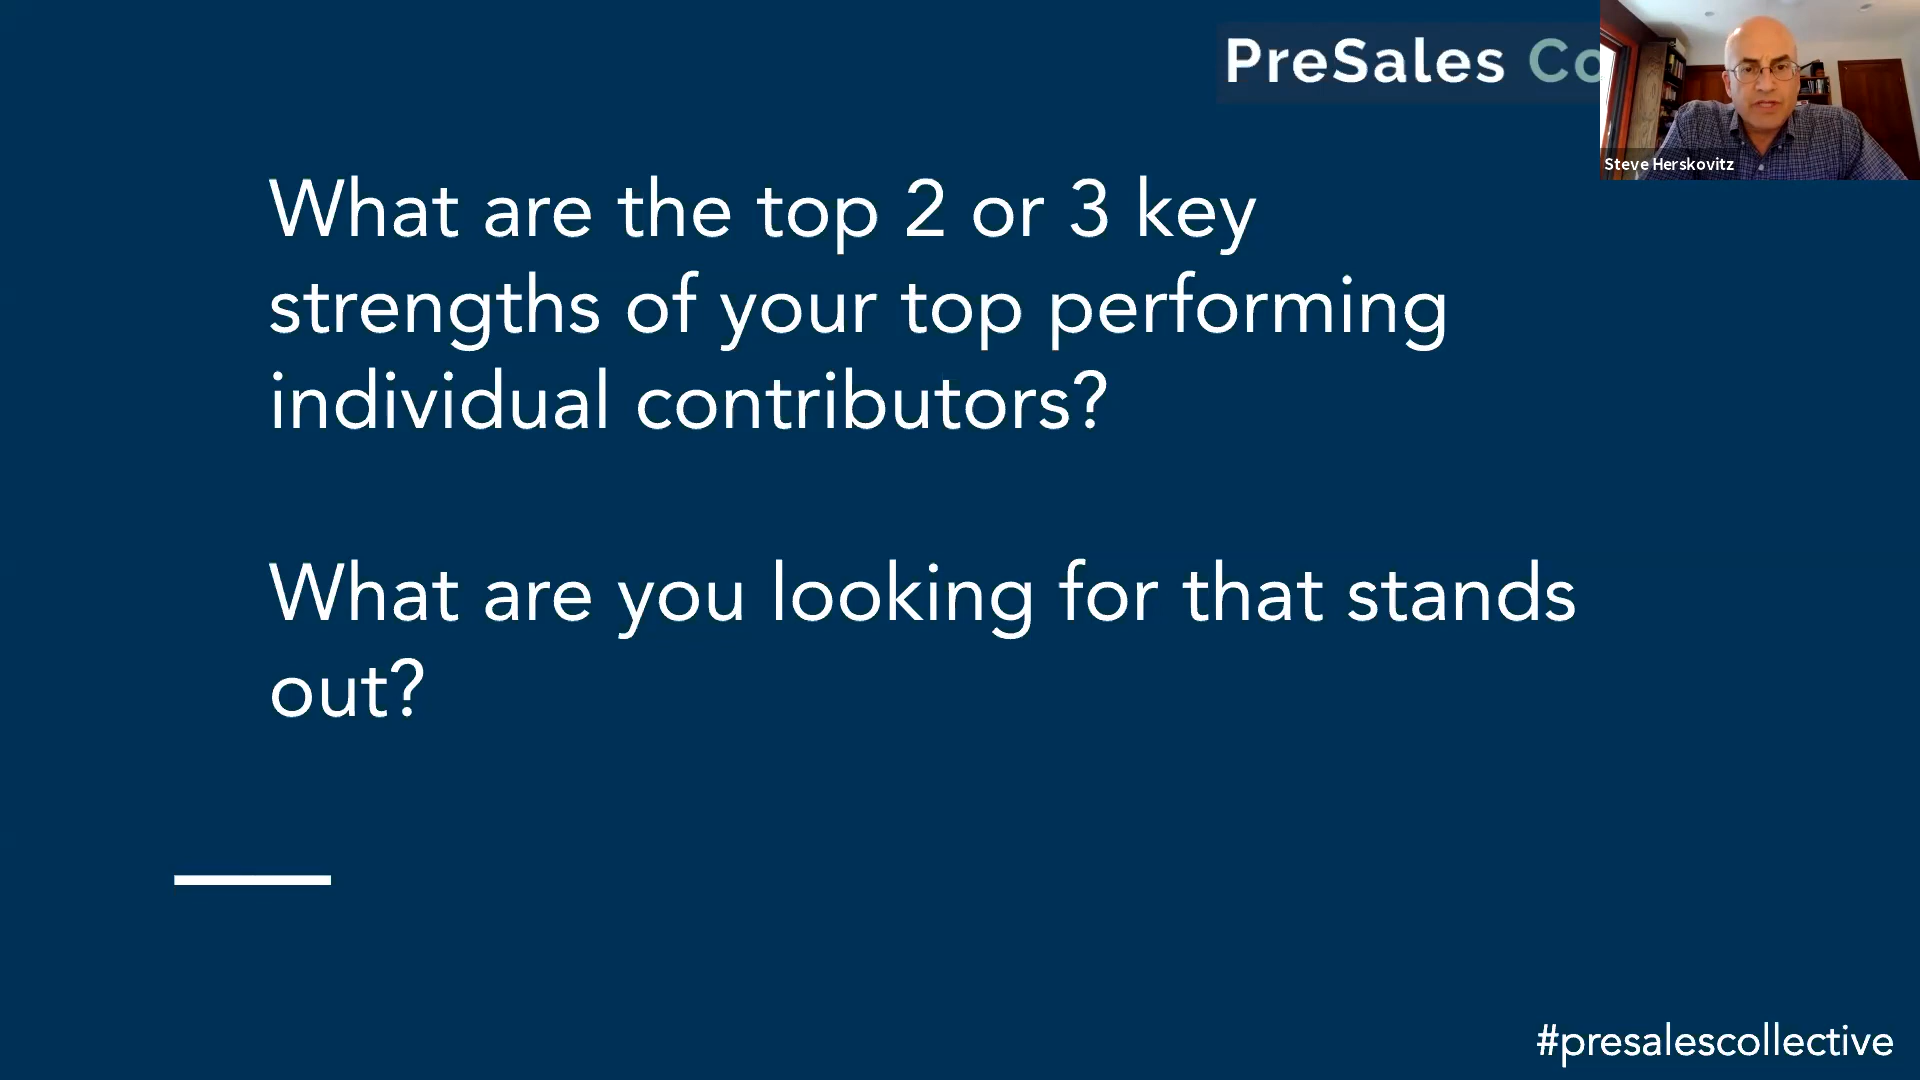 PreSales Co
Steve Herskovitz
What are the top 2 or 3 key
strengths of your top performing
individual contributors?
What are you looking for that stands
out?
#presalescollective